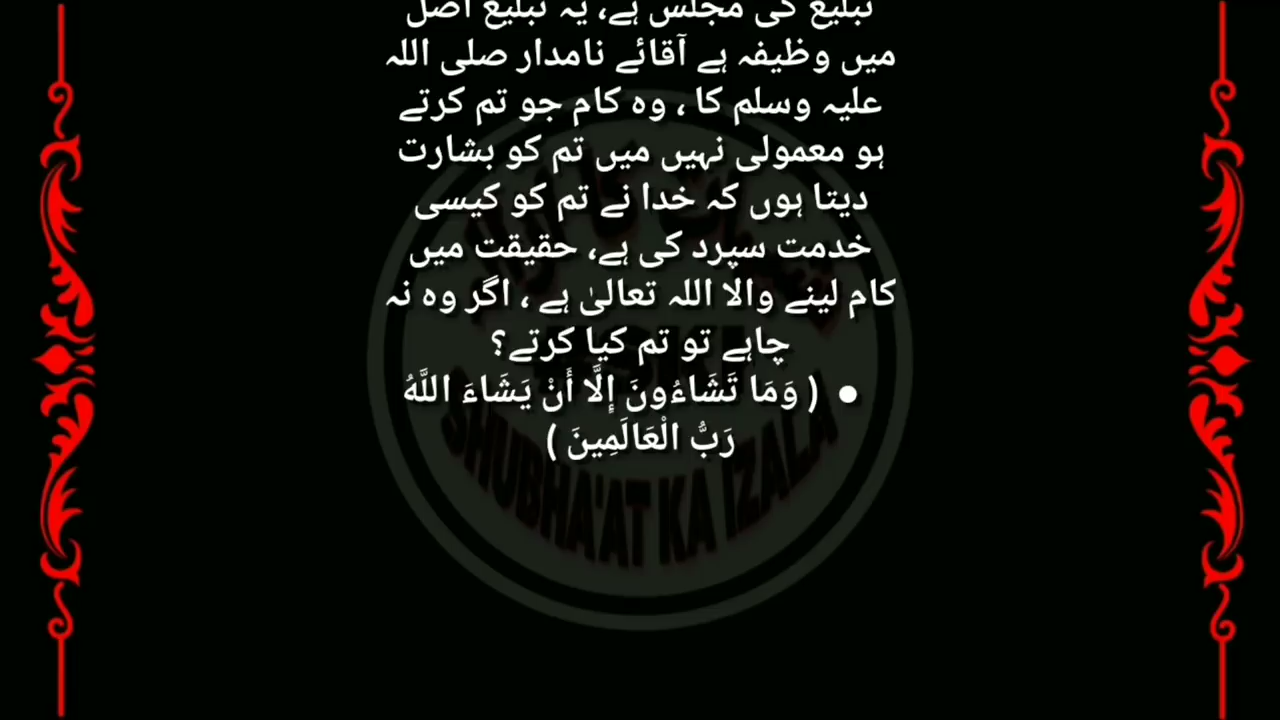 تبلیغ کی مجلس ہے، یہ تبلیغ اصل
میں وظیفہ ہے آقائے نامدار صلی اللہ
علیہ وسلم کا ، وہ کام جو تم کرتے
ہو معمولی نہیں میں تم کو بشارت
دیتا ہوں کہ خدا نے تم کو کیسی
خدمت سپرد کی ہے، حقیقت میں
کام لینے والا اللہ تعالیٰ ہے ، اگر وہ نہ
چاہے تو تم کیا کرتے؟
● ( وَمَا تَشَاءُونَ إِلَّا أَنْ يَشَاءَ اللَّهُ
رَبُّ الْعَالَمِينَ )
SHUBHA'AT KA IZALA